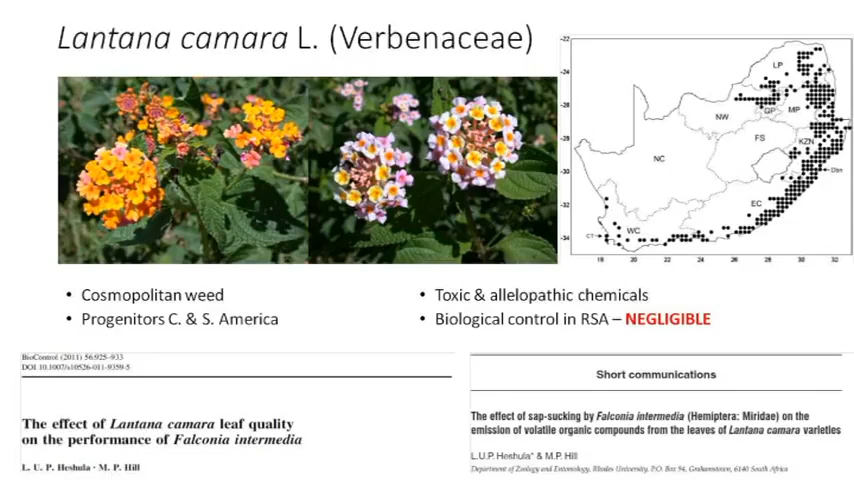 Lantana camara L. (Verbenaceae)
-22
-24
-26
-28
-30
-32
-34
LP
NW
GP
MP
FS
KZN
NC
Dbn
EC
WC
CT
18 20 22 24 26 28 30 32
• Cosmopolitan weed
• Progenitors C. & S. America
• Toxic & allelopathic chemicals
• Biological control in RSA – NEGLIGIBLE
BioControl (2011) 56:925–933
DOI 10.1007/s10526-011-9359-5
The effect of Lantana camara leaf quality
on the performance of Falconia intermedia
L. U. P. Heshula · M. P. Hill
Short communications
The effect of sap-sucking by Falconia intermedia (Hemiptera: Miridae) on the
emission of volatile organic compounds from the leaves of Lantana camara varieties
L.U.P. Heshula* & M.P. Hill
Department of Zoology and Entomology, Rhodes University, P.O. Box 94, Grahamstown, 6140 South Africa